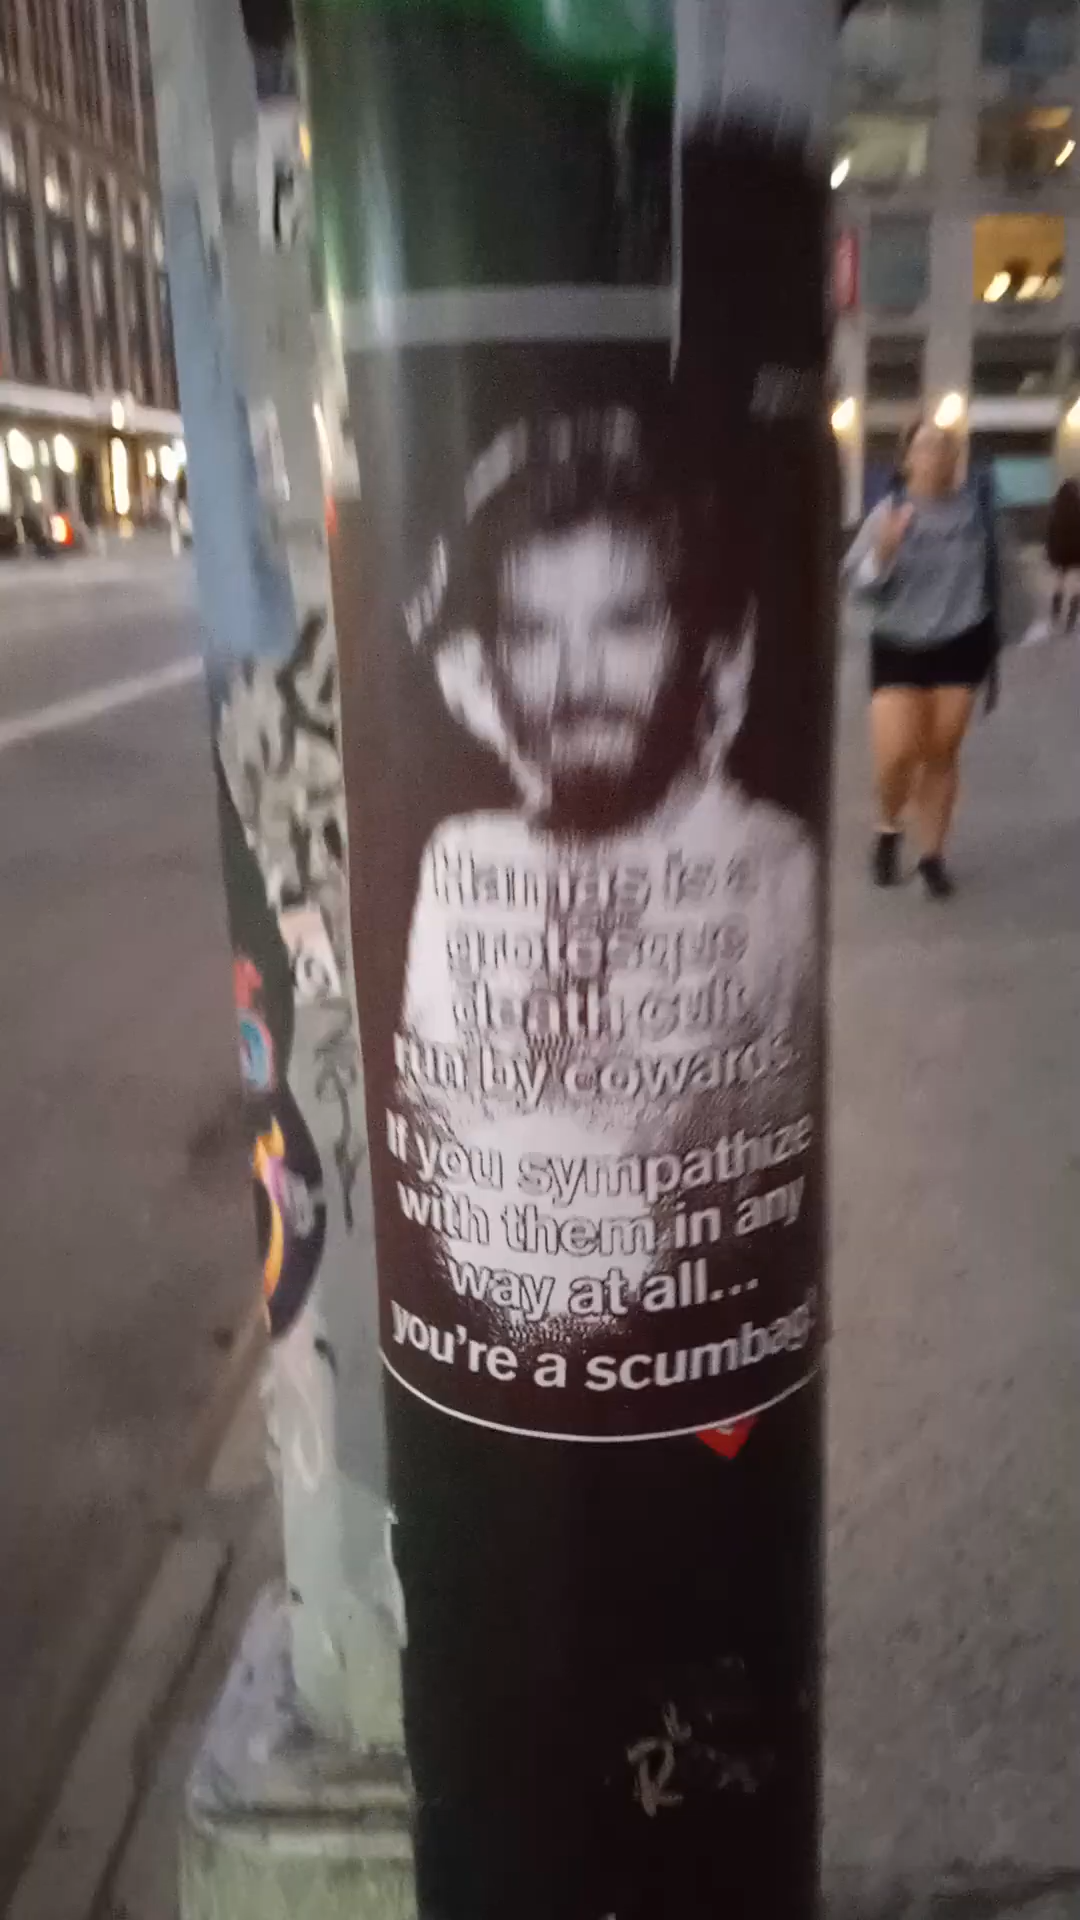 Hamas is a
grotesque
death cult
run by cowards.
If you sympathize
with them in any
way at all...
you're a scumbag!